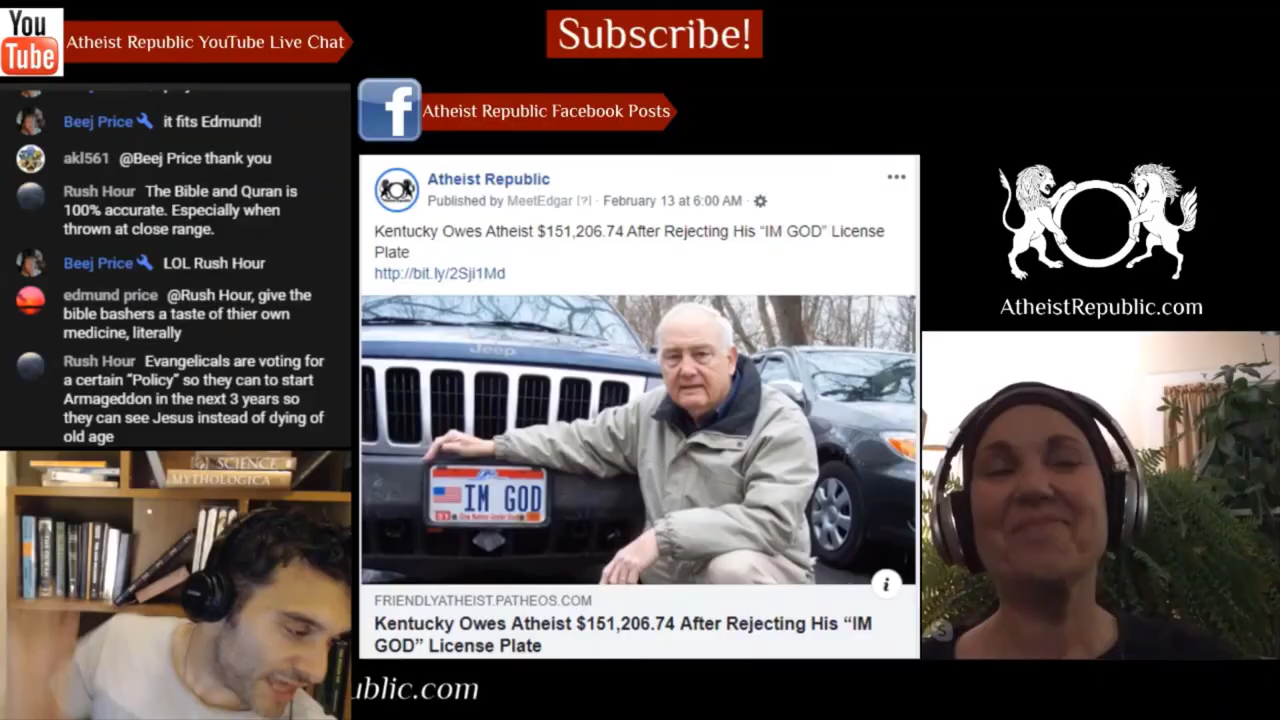 You
Tube
Atheist Republic YouTube Live Chat
Subscribe!
Beej Price it fits Edmund!
akl561 @Beej Price thank you
Rush Hour The Bible and Quran is
100% accurate. Especially when
thrown at close range.
Beej Price LOL Rush Hour
edmund price @Rush Hour, give the
bible bashers a taste of thier own
medicine, literally
Rush Hour Evangelicals are voting for
a certain “Policy” so they can to start
Armageddon in the next 3 years so
they can see Jesus instead of dying of
old age
f
Atheist Republic Facebook Posts
Atheist Republic
Published by MeetEdgar [?] · February 13 at 6:00 AM ·
Kentucky Owes Atheist $151,206.74 After Rejecting His “IM GOD” License
Plate
http://bit.ly/2Sji1Md
Jeep
IM GOD
i
FRIENDLYATHEIST.PATHEOS.COM
Kentucky Owes Atheist $151,206.74 After Rejecting His “IM
GOD” License Plate
AtheistRepublic.com
SCIENCE
MYTHOLOGICA
S
ublic.com